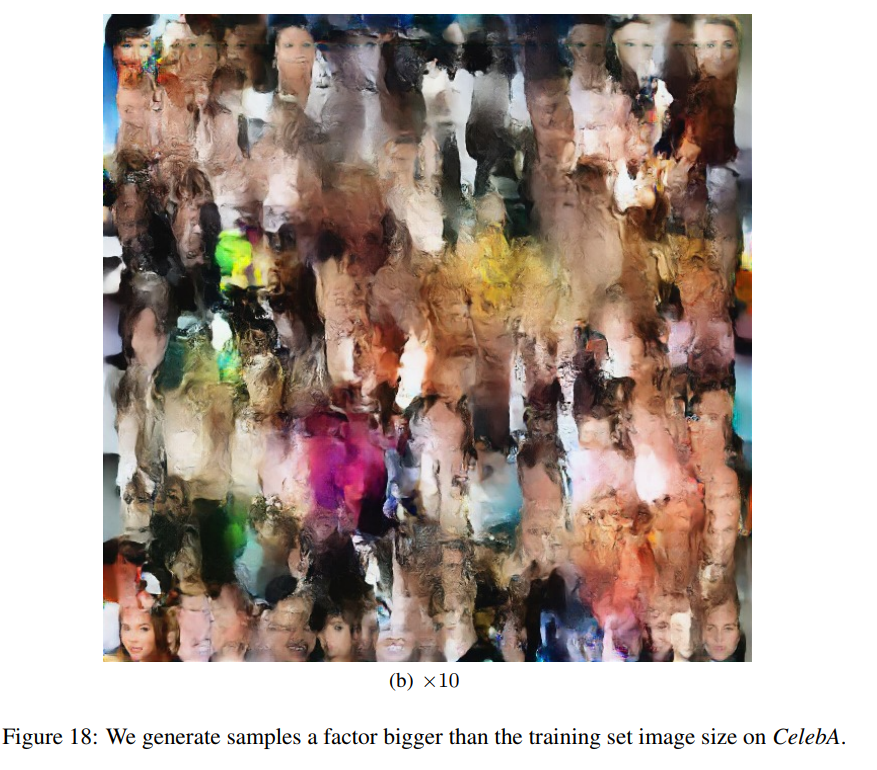 (b) ×10
Figure 18: We generate samples a factor bigger than the training set image size on CelebA.